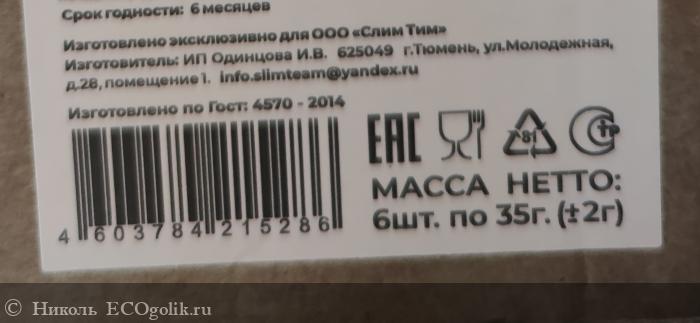 Срок годности: 6 месяцев
Изготовлено эксклюзивно для ООО «Слим Тим»
Изготовитель: ИП Одинцова И.В. 625049 г.Тюмень, ул.Молодежная,
д.28, помещение 1. info.slimteam@yandex.ru
Изготовлено по Гост: 4570 - 2014
EAC
81
4 603784 215286
МАССА НЕТТО:
6шт. по 35г. (±2г)
Николь ECOgolik.ru